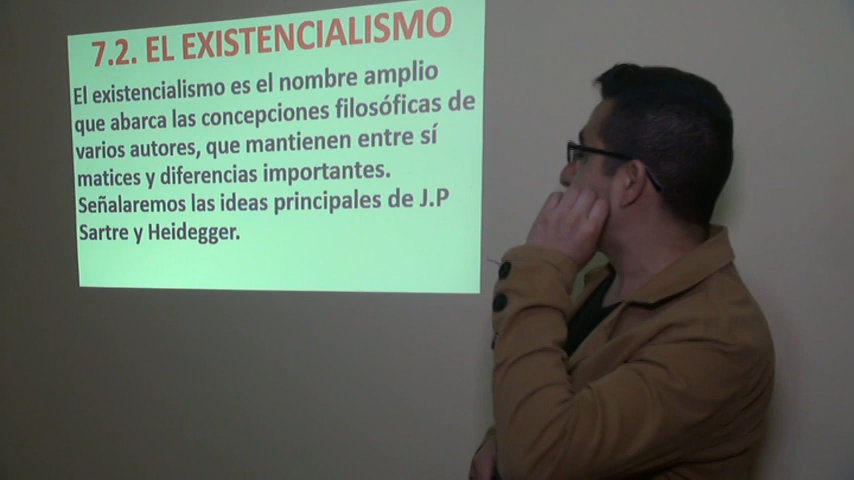 7.2. EL EXISTENCIALISMO
El existencialismo es el nombre amplio
que abarca las concepciones filosóficas de
varios autores, que mantienen entre sí
matices y diferencias importantes.
Señalaremos las ideas principales de J.P
Sartre y Heidegger.